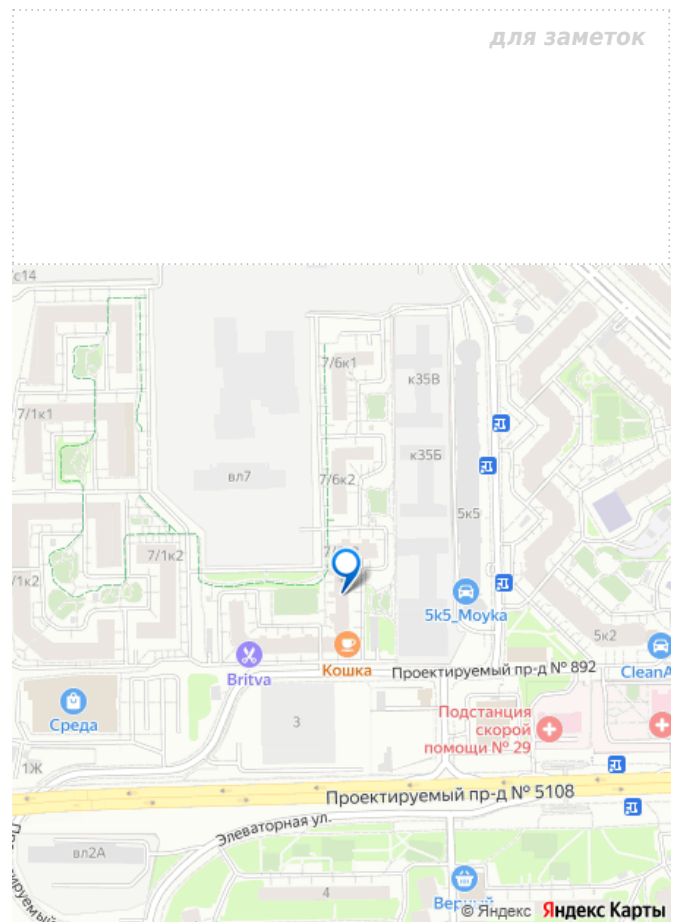 для заметок
с14
7/6к1
к35В
7/1к1
к35Б
вл7
7/6к2
5к5
7/1к2
/1к2
5k5_Moyka
5к2
Кошка
Britva
Проектируемый пр-д № 892
CleanA
Среда
Подстанция
скорой
помощи № 29
3
1Ж
Проектируемый пр-д № 5108
Элеваторная ул.
вл2А
4
Верный
© Яндекс Яндекс Карты